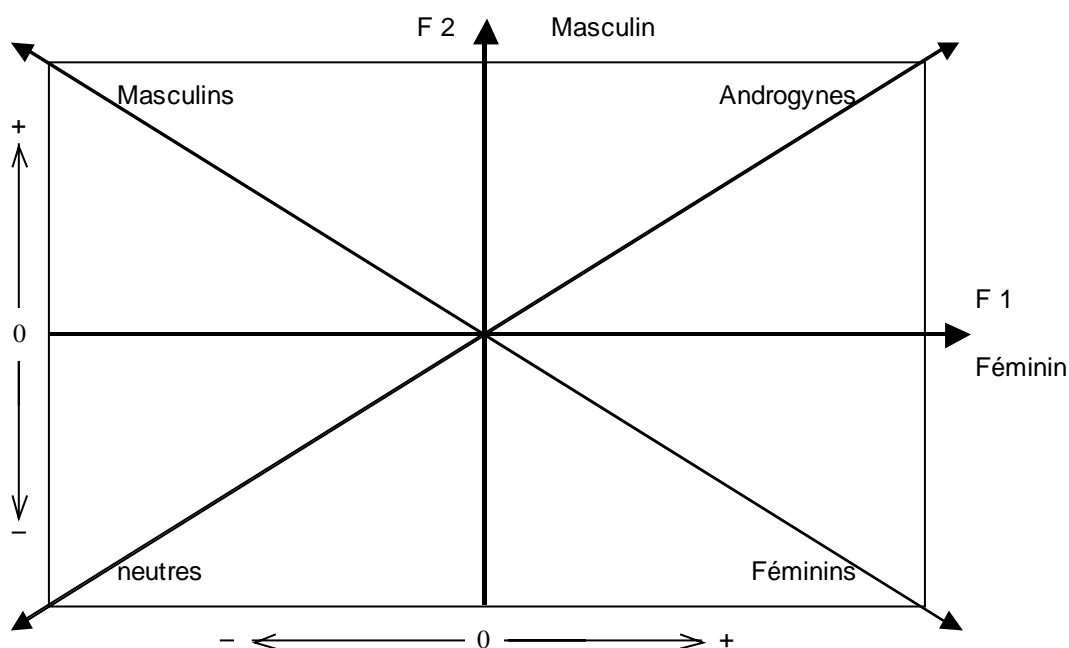 F 2 Masculin
Masculins Androgynes
+
F 1
0
Féminin
−
neutres Féminins
− 0 +